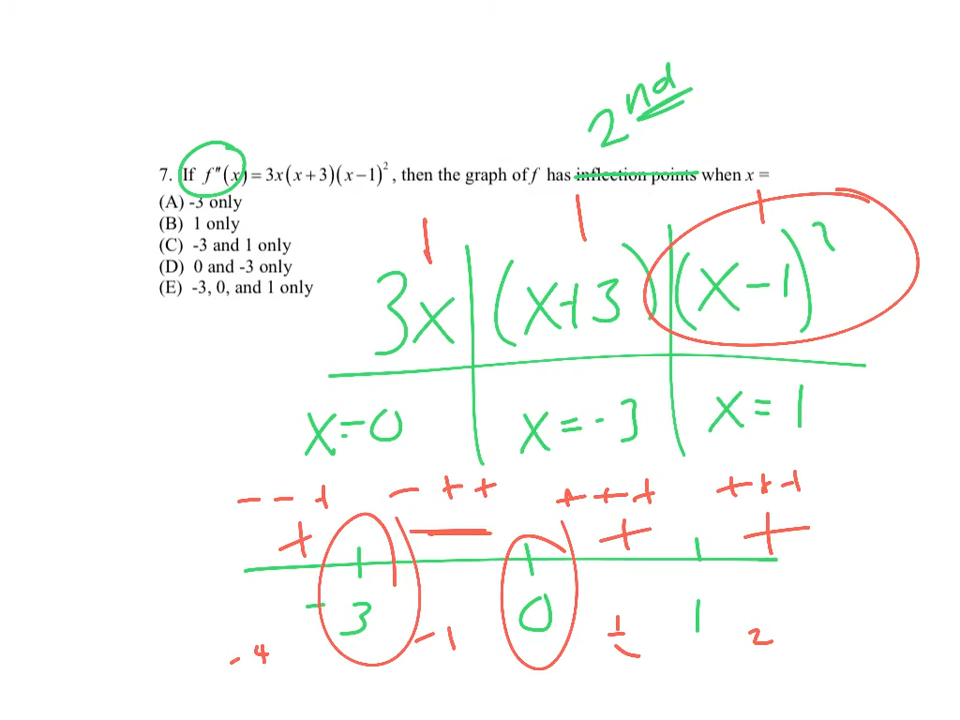 2nd
7. If f''(x) = 3x(x+3)(x−1)², then the graph of f has inflection points when x =
(A) -3 only
(B) 1 only
(C) -3 and 1 only
(D) 0 and -3 only
(E) -3, 0, and 1 only
3x | (x+3) | (x−1)²
x=0 | x=-3 | x=1
− − + − + + + + + + + +
+ − + +
-3 0 1
-4 -1 2